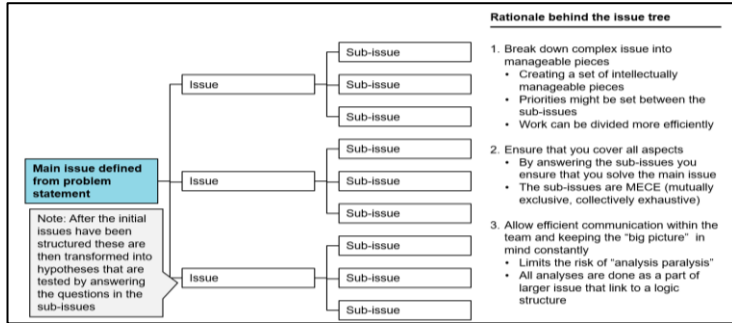 Rationale behind the issue tree
Sub-issue
Issue
Sub-issue
Sub-issue
Main issue defined
from problem
statement
Sub-issue
Issue
Sub-issue
Sub-issue
Note: After the initial
issues have been
structured these are
then transformed into
hypotheses that are
tested by answering
the questions in the
sub-issues
Sub-issue
Issue
Sub-issue
Sub-issue
1. Break down complex issue into
manageable pieces
• Creating a set of intellectually
manageable pieces
• Priorities might be set between the
sub-issues
• Work can be divided more efficiently
2. Ensure that you cover all aspects
• By answering the sub-issues you
ensure that you solve the main issue
• The sub-issues are MECE (mutually
exclusive, collectively exhaustive)
3. Allow efficient communication within the
team and keeping the “big picture” in
mind constantly
• Limits the risk of “analysis paralysis”
• All analyses are done as a part of
larger issue that link to a logic
structure